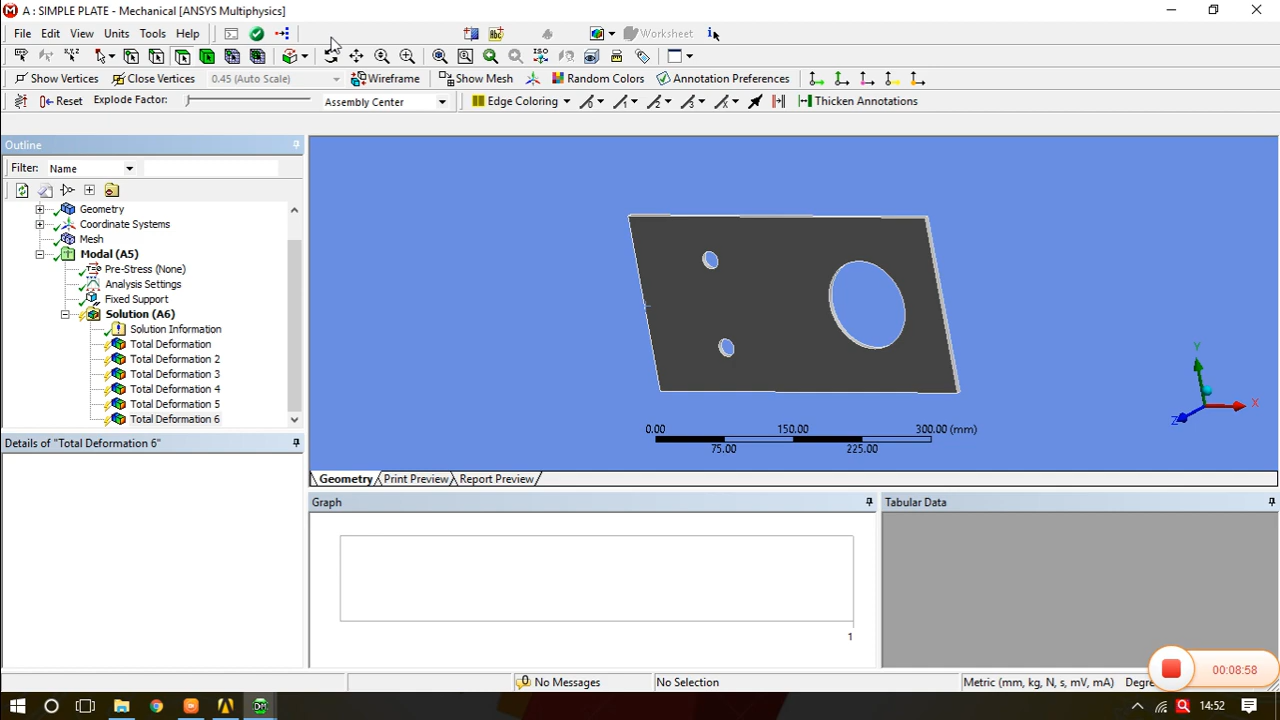 A : SIMPLE PLATE - Mechanical [ANSYS Multiphysics]
File Edit View Units Tools Help
Worksheet
Show Vertices Close Vertices 0.45 (Auto Scale) Wireframe Show Mesh Random Colors Annotation Preferences
Reset Explode Factor: Assembly Center Edge Coloring Thicken Annotations
Outline
Filter: Name
Geometry
Coordinate Systems
Mesh
Modal (A5)
Pre-Stress (None)
Analysis Settings
Fixed Support
Solution (A6)
Solution Information
Total Deformation
Total Deformation 2
Total Deformation 3
Total Deformation 4
Total Deformation 5
Total Deformation 6
Details of "Total Deformation 6"
Y
X
Z
0.00 150.00 300.00 (mm)
75.00 225.00
Geometry Print Preview Report Preview
Graph
Tabular Data
1
No Messages No Selection Metric (mm, kg, N, s, mV, mA) Degre
00:08:58
14:52